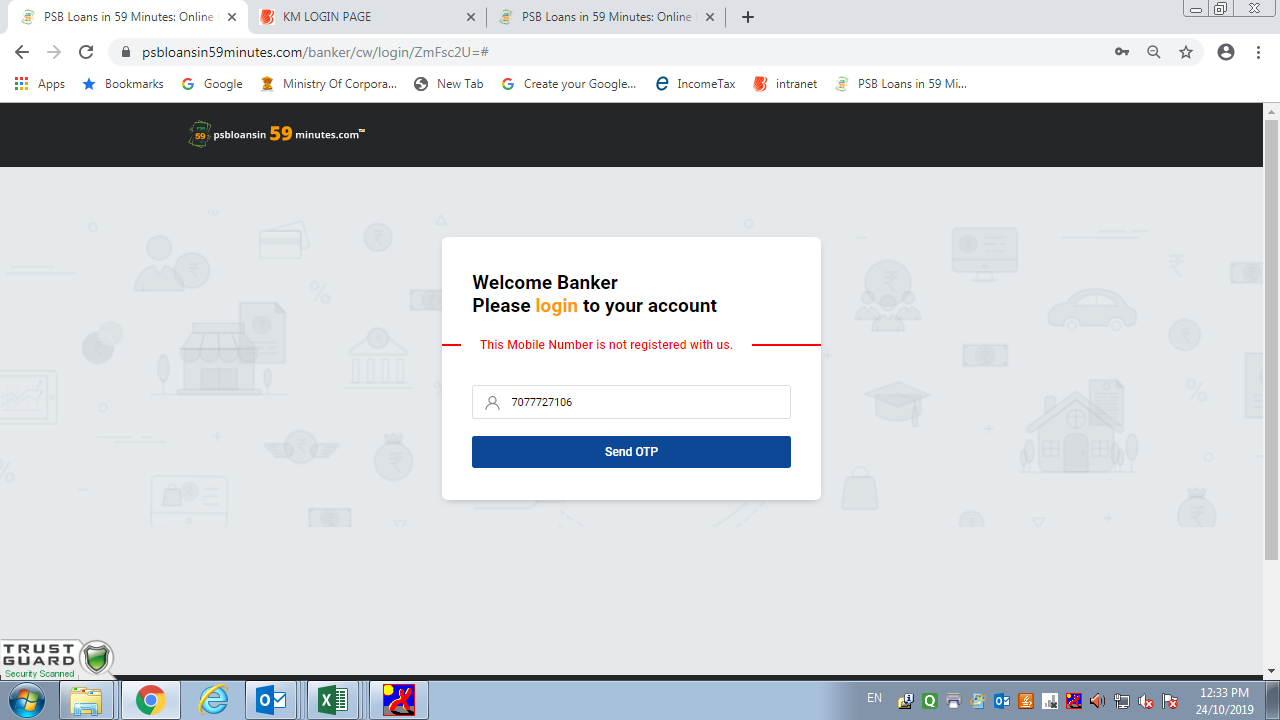 PSB Loans in 59 Minutes: Online
KM LOGIN PAGE
PSB Loans in 59 Minutes: Online
psbloansin59minutes.com/banker/cw/login/ZmFsc2U=#
Apps
Bookmarks
Google
Ministry Of Corpora...
New Tab
Create your Google...
IncomeTax
intranet
PSB Loans in 59 Mi...
PSB 59 psbloansin 59 minutes.com™
Welcome Banker
Please login to your account
This Mobile Number is not registered with us.
7077727106
Send OTP
TRUST
GUARD
Security Scanned
EN
12:33 PM
24/10/2019